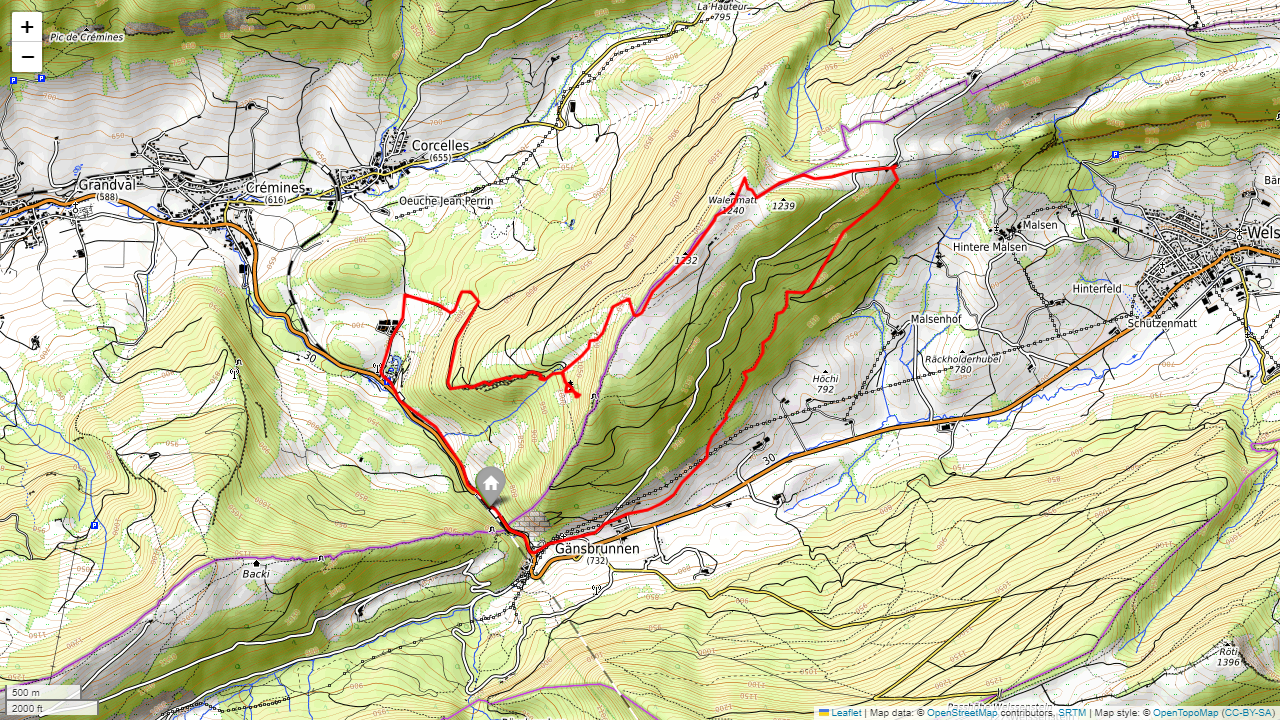 +
−
Pic de Crémines
La Hauteur
795
Corcelles
(655)
Grandval
(588)
Crémines
(616)
Oeuche Jean Perrin
Walenmatt
1240
1239
1232
Malsen
Hintere Malsen
Wels
Bär
Hinterfeld
Schützenmatt
Malsenhof
Räckholderhubel
780
Höchi
792
30
30
Gänsbrunnen
(732)
Backi
Röti
1396
500 m
2000 ft
Leaflet | Map data: © OpenStreetMap contributors, SRTM | Map style: © OpenTopoMap (CC-BY-SA)